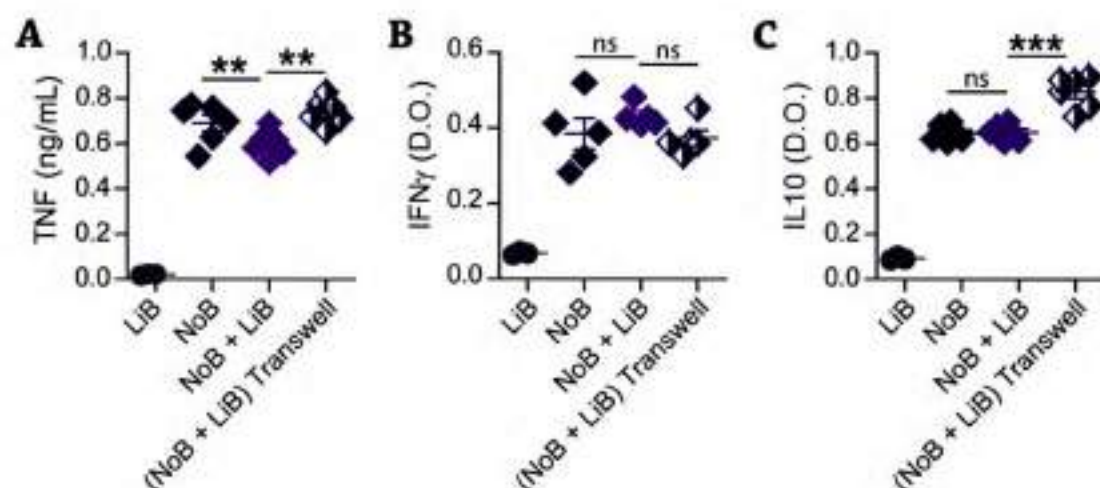 A
TNF (ng/mL)
1.0
0.8
0.6
0.4
0.2
0.0
** **
LiB
NoB
NoB + LiB
(NoB + LiB) Transwell
B
IFNγ (D.O.)
0.6
0.4
0.2
0.0
ns ns
LiB
NoB
NoB + LiB
(NoB + LiB) Transwell
C
IL10 (D.O.)
1.0
0.8
0.6
0.4
0.2
0.0
ns ***
LiB
NoB
NoB + LiB
(NoB + LiB) Transwell